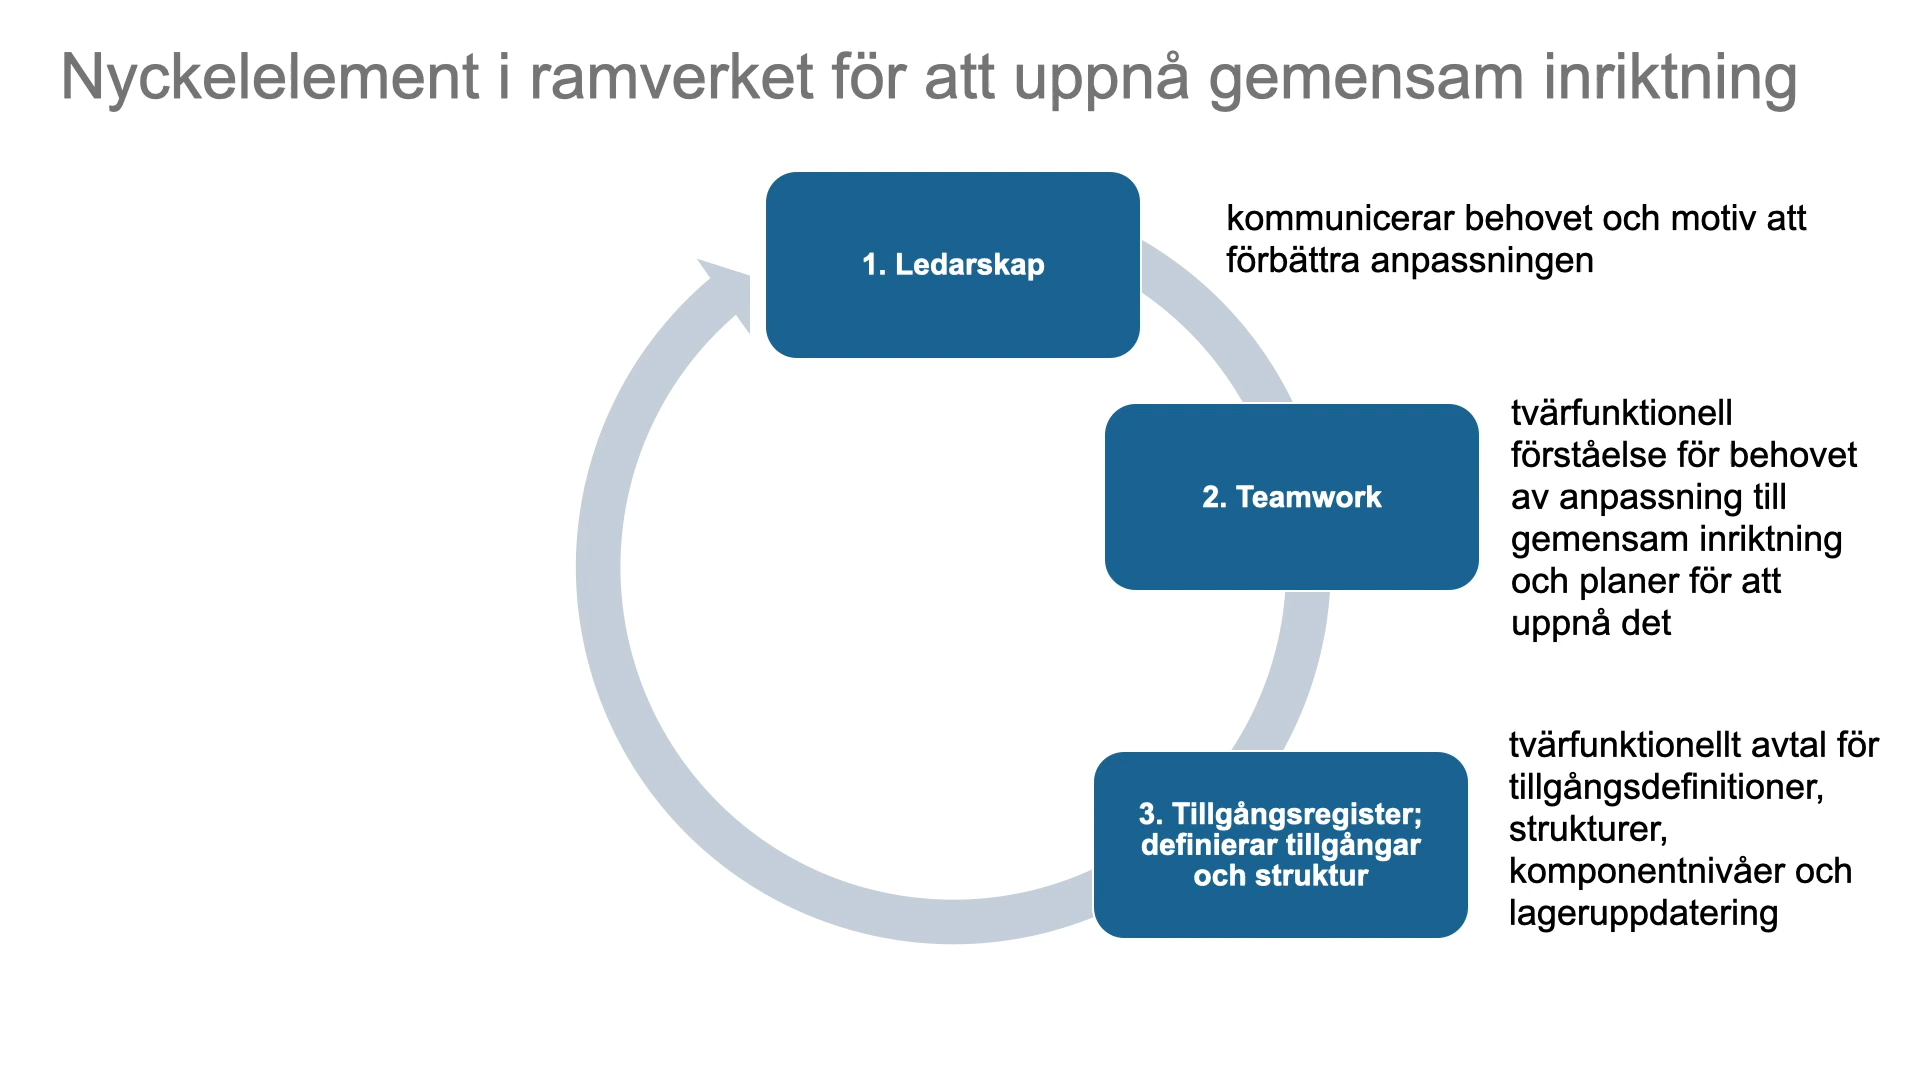 Nyckelelement i ramverket för att uppnå gemensam inriktning
1. Ledarskap
kommunicerar behovet och motiv att
förbättra anpassningen
2. Teamwork
tvärfunktionell
förståelse för behovet
av anpassning till
gemensam inriktning
och planer för att
uppnå det
3. Tillgångsregister;
definierar tillgångar
och struktur
tvärfunktionellt avtal för
tillgångsdefinitioner,
strukturer,
komponentnivåer och
lageruppdatering